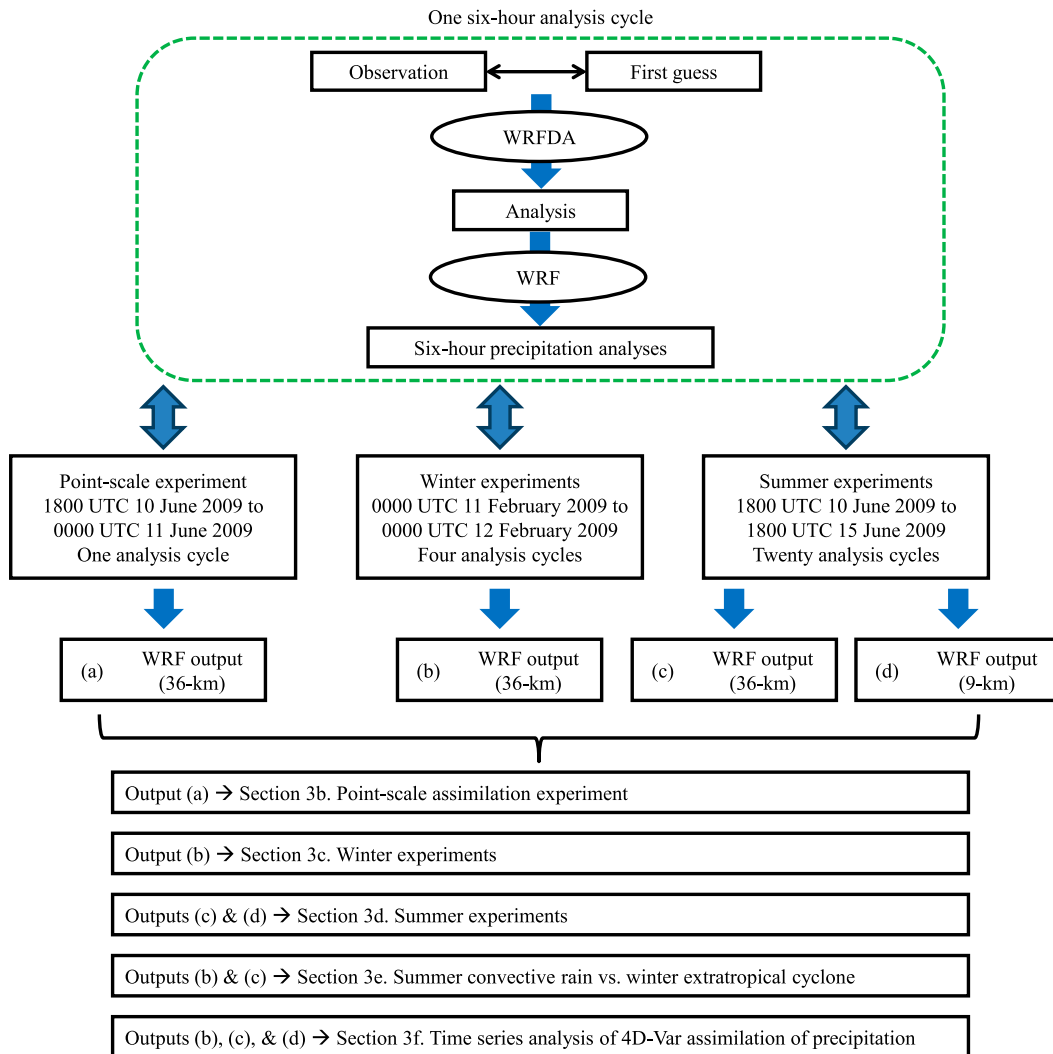 One six-hour analysis cycle
Observation
First guess
WRFDA
Analysis
WRF
Six-hour precipitation analyses
Point-scale experiment
1800 UTC 10 June 2009 to
0000 UTC 11 June 2009
One analysis cycle
Winter experiments
0000 UTC 11 February 2009 to
0000 UTC 12 February 2009
Four analysis cycles
Summer experiments
1800 UTC 10 June 2009 to
1800 UTC 15 June 2009
Twenty analysis cycles
(a) WRF output
(36-km)
(b) WRF output
(36-km)
(c) WRF output
(36-km)
(d) WRF output
(9-km)
Output (a) → Section 3b. Point-scale assimilation experiment
Output (b) → Section 3c. Winter experiments
Outputs (c) & (d) → Section 3d. Summer experiments
Outputs (b) & (c) → Section 3e. Summer convective rain vs. winter extratropical cyclone
Outputs (b), (c), & (d) → Section 3f. Time series analysis of 4D-Var assimilation of precipitation